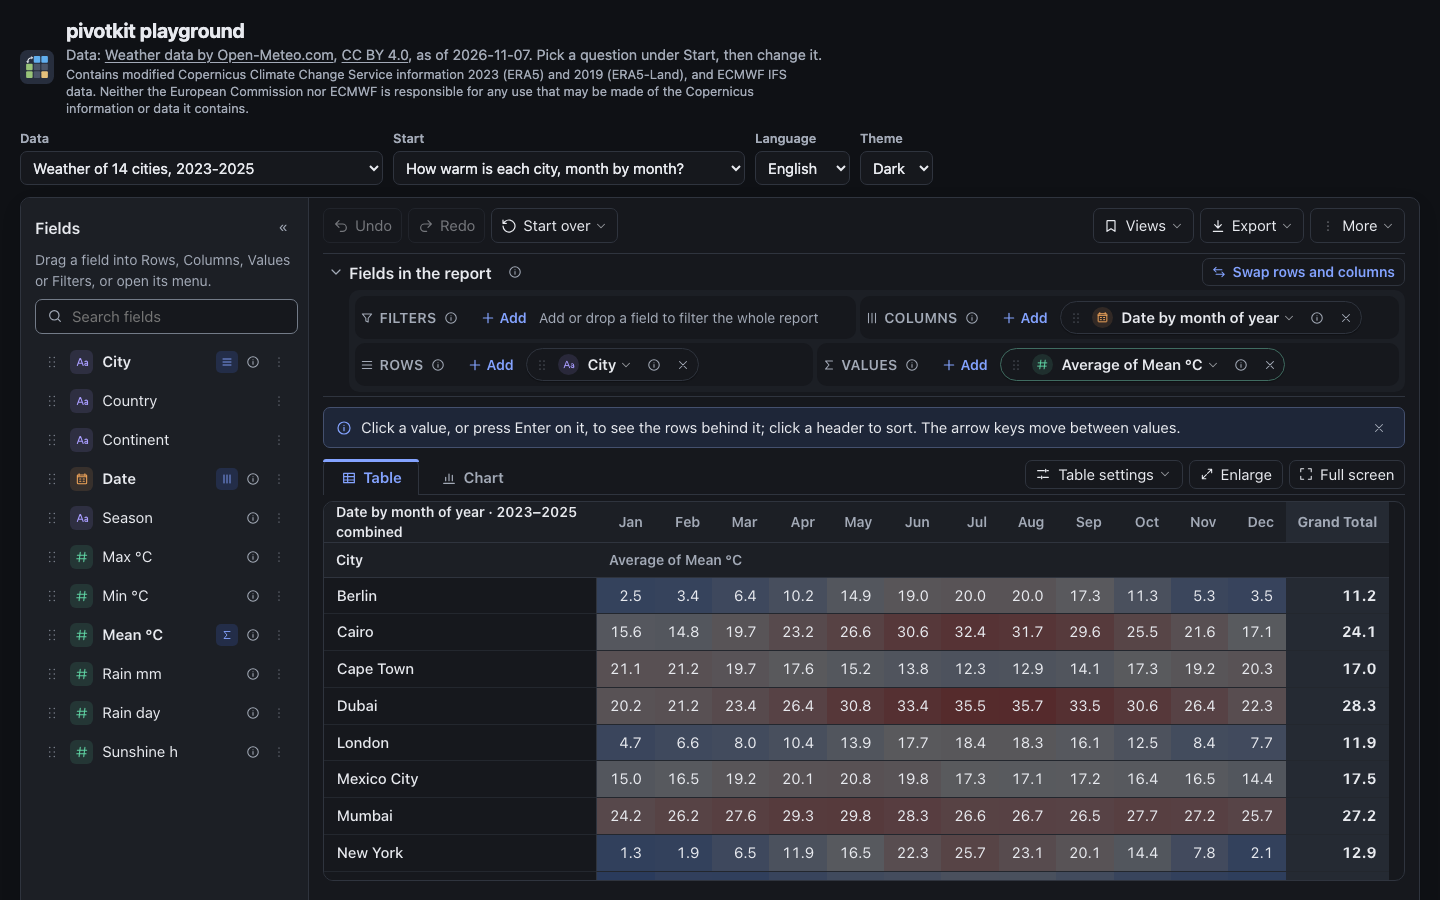 pivotkit playground
Data: Weather data by Open-Meteo.com, CC BY 4.0, as of 2026-11-07. Pick a question under Start, then change it.
Contains modified Copernicus Climate Change Service information 2023 (ERA5) and 2019 (ERA5-Land), and ECMWF IFS
data. Neither the European Commission nor ECMWF is responsible for any use that may be made of the Copernicus
information or data it contains.
Data
Start
Language
Theme
Weather of 14 cities, 2023-2025
How warm is each city, month by month?
English
Dark
Fields
«
Drag a field into Rows, Columns, Values
or Filters, or open its menu.
Search fields
Aa City
Aa Country
Aa Continent
Date
Aa Season
# Max °C
# Min °C
# Mean °C Σ
# Rain mm
# Rain day
# Sunshine h
Undo
Redo
Start over
Views
Export
More
Fields in the report
Swap rows and columns
FILTERS
+ Add
Add or drop a field to filter the whole report
COLUMNS
+ Add
Date by month of year
ROWS
+ Add
Aa City
Σ VALUES
+ Add
# Average of Mean °C
Click a value, or press Enter on it, to see the rows behind it; click a header to sort. The arrow keys move between values.
Table
Chart
Table settings
Enlarge
Full screen
Date by month of year · 2023–2025
combined
Jan Feb Mar Apr May Jun Jul Aug Sep Oct Nov Dec Grand Total
City Average of Mean °C
Berlin 2.5 3.4 6.4 10.2 14.9 19.0 20.0 20.0 17.3 11.3 5.3 3.5 11.2
Cairo 15.6 14.8 19.7 23.2 26.6 30.6 32.4 31.7 29.6 25.5 21.6 17.1 24.1
Cape Town 21.1 21.2 19.7 17.6 15.2 13.8 12.3 12.9 14.1 17.3 19.2 20.3 17.0
Dubai 20.2 21.2 23.4 26.4 30.8 33.4 35.5 35.7 33.5 30.6 26.4 22.3 28.3
London 4.7 6.6 8.0 10.4 13.9 17.7 18.4 18.3 16.1 12.5 8.4 7.7 11.9
Mexico City 15.0 16.5 19.2 20.1 20.8 19.8 17.3 17.1 17.2 16.4 16.5 14.4 17.5
Mumbai 24.2 26.2 27.6 29.3 29.8 28.3 26.6 26.7 26.5 27.7 27.2 25.7 27.2
New York 1.3 1.9 6.5 11.9 16.5 22.3 25.7 23.1 20.1 14.4 7.8 2.1 12.9